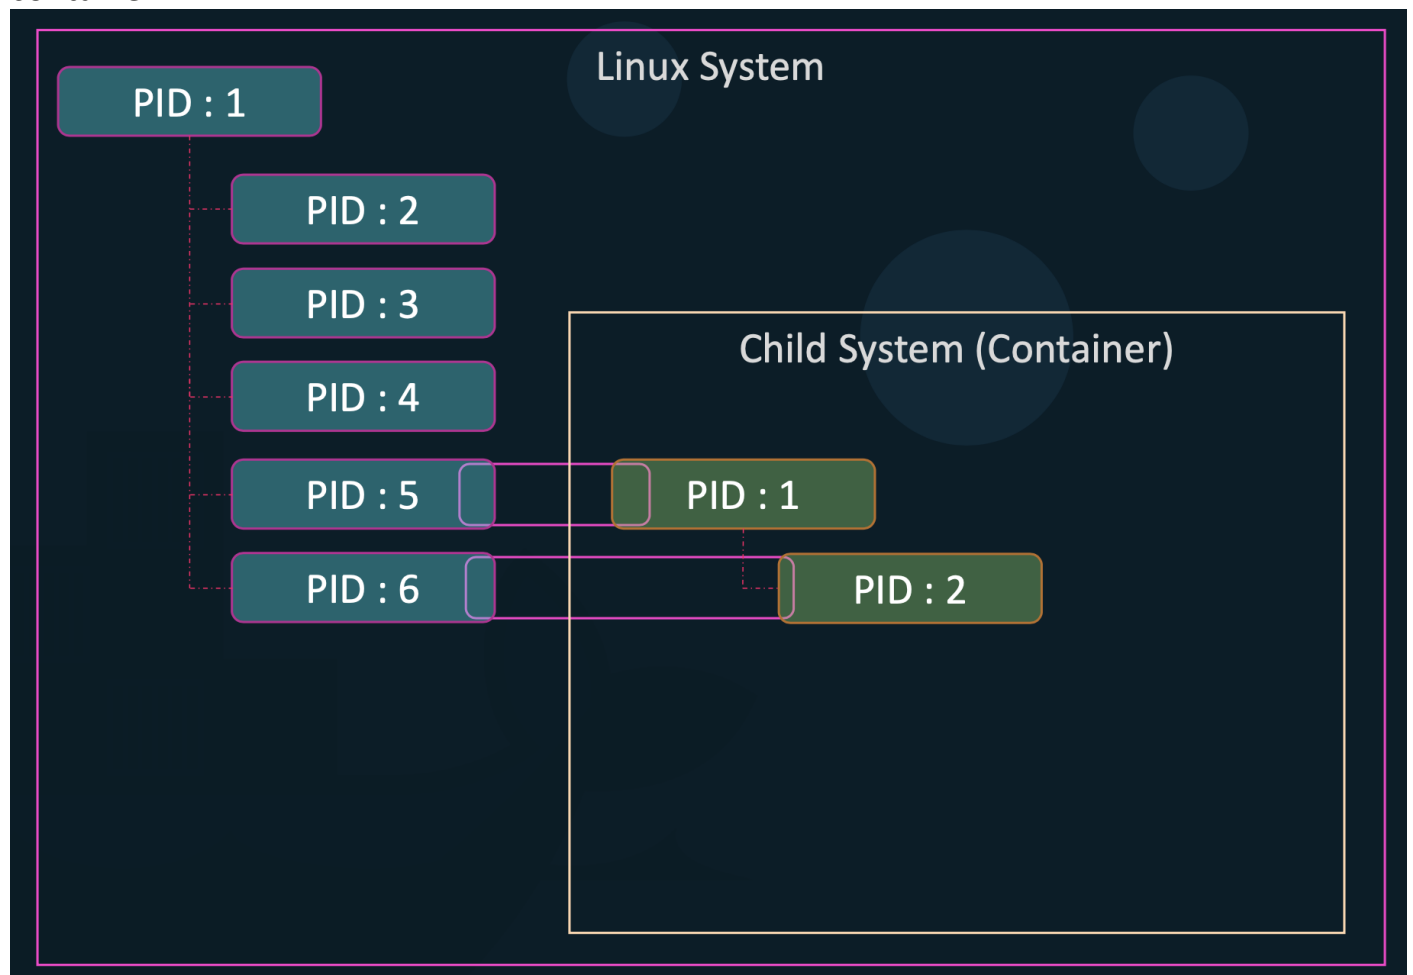 Linux System
PID : 1
PID : 2
PID : 3
Child System (Container)
PID : 4
PID : 5
PID : 1
PID : 6
PID : 2